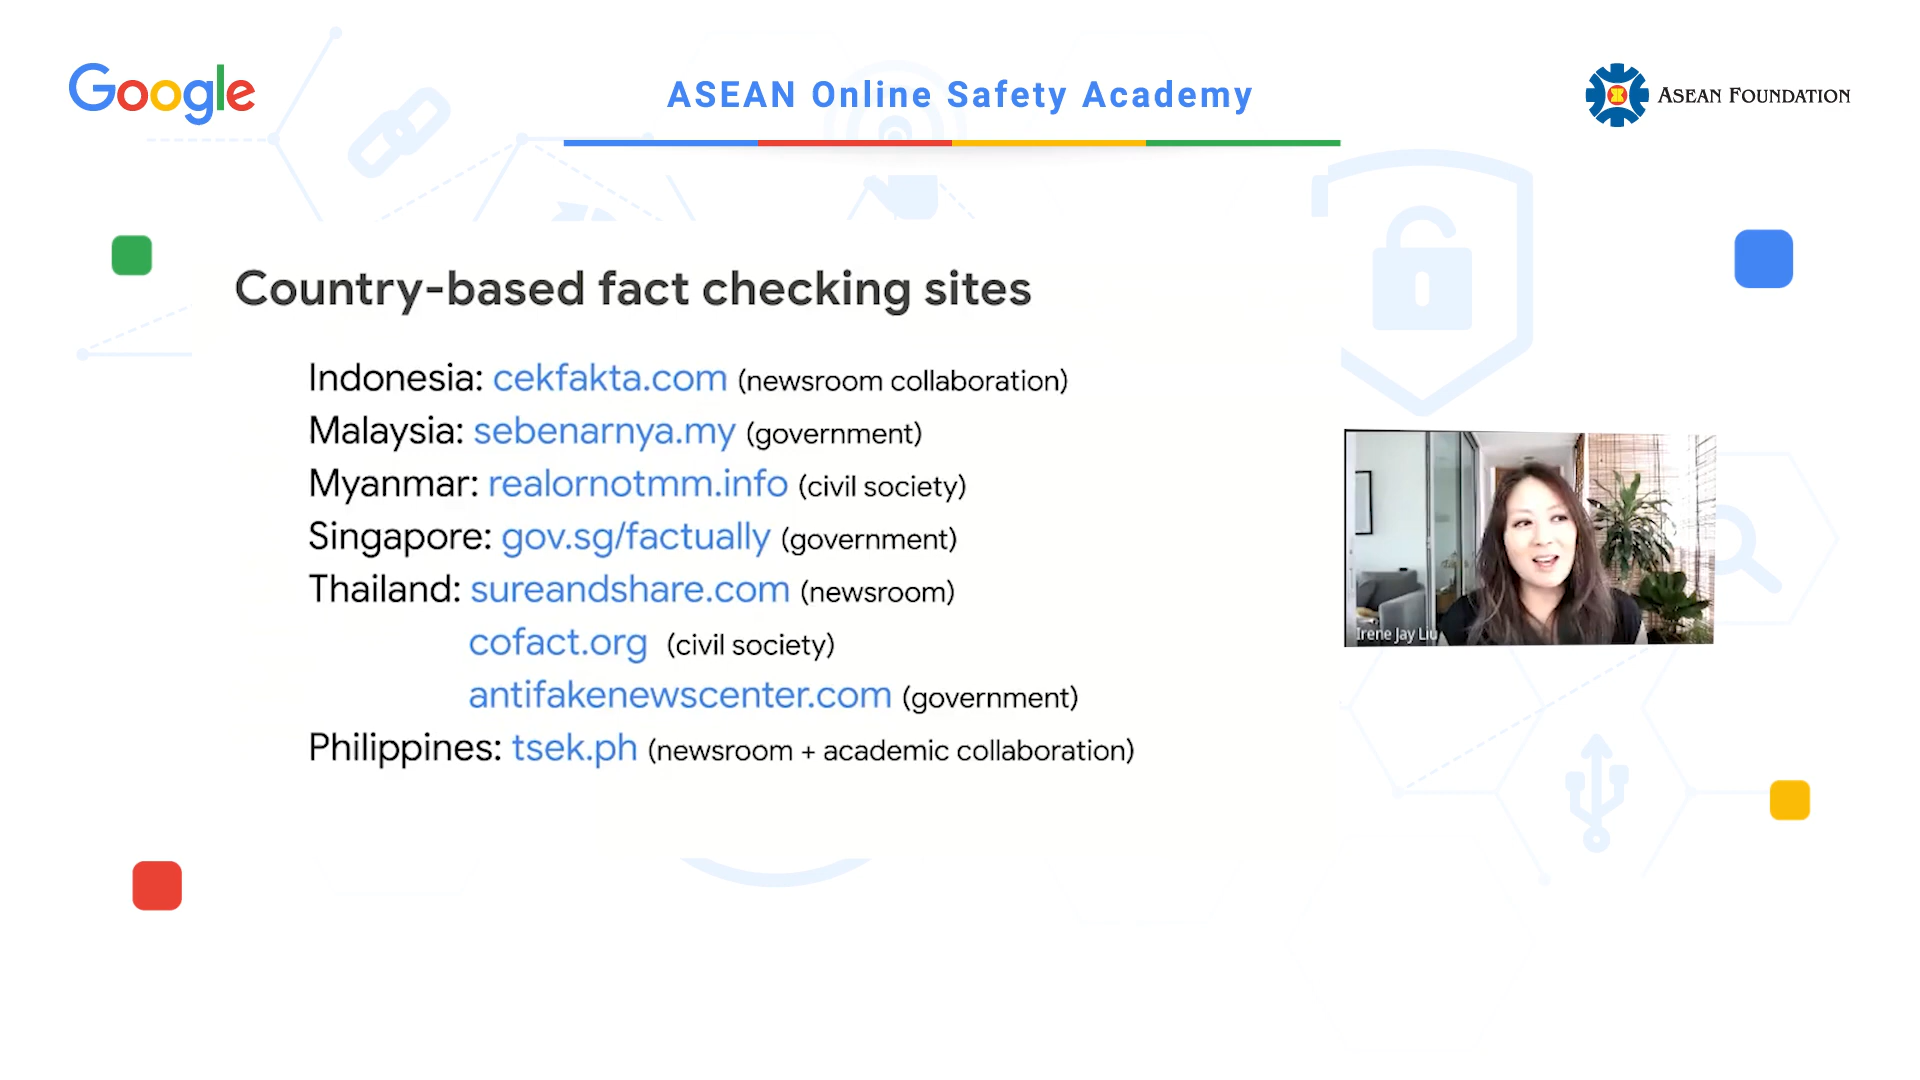 Google
ASEAN Online Safety Academy
ASEAN FOUNDATION
Country-based fact checking sites
Indonesia: cekfakta.com (newsroom collaboration)
Malaysia: sebenarnya.my (government)
Myanmar: realornotmm.info (civil society)
Singapore: gov.sg/factually (government)
Thailand: sureandshare.com (newsroom)
cofact.org (civil society)
antifakenewscenter.com (government)
Philippines: tsek.ph (newsroom + academic collaboration)
Irene Jay Liu